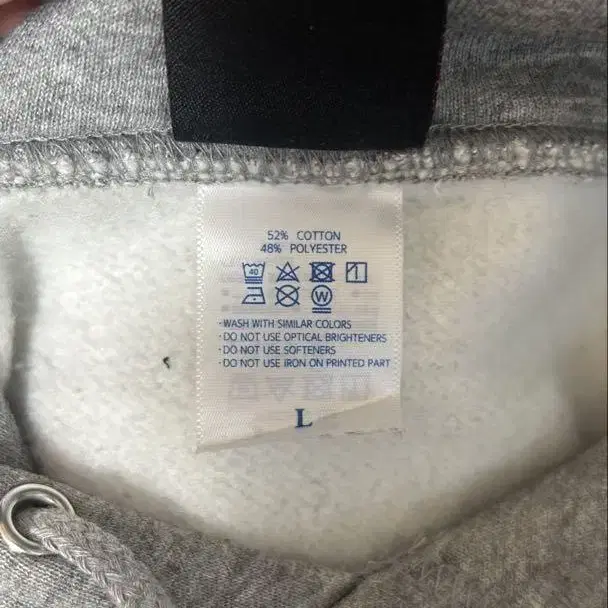 52% COTTON
48% POLYESTER
40
W
·WASH WITH SIMILAR COLORS
·DO NOT USE OPTICAL BRIGHTENERS
·DO NOT USE SOFTENERS
·DO NOT USE IRON ON PRINTED PART
L